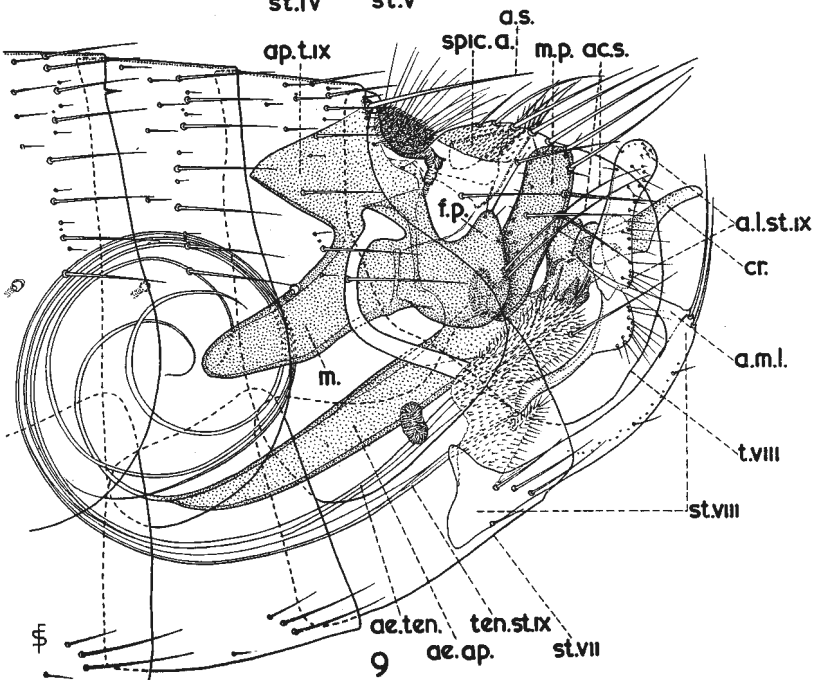 st.IV st.V
a.s.
ap.t.IX spic.a. m.p. ac.s.
f.p.
a.l.st.IX
cr.
m.
a.m.l.
t.VIII
st.VIII
ae.ten. ten.st.IX
ae.ap. st.VII
9